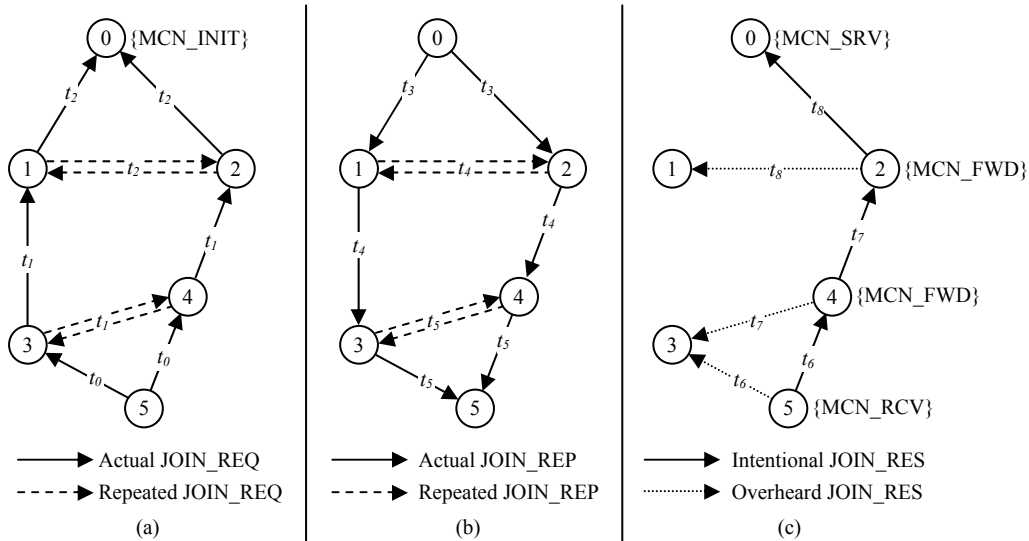 0 {MCN_INIT}
t2 t2
1 t2 2
t1 t1
4
t1
3 t0
t0
5
Actual JOIN_REQ
Repeated JOIN_REQ
(a)
0
t3 t3
1 t4 2
t4 t4
4
t5
3 t5
t5
5
Actual JOIN_REP
Repeated JOIN_REP
(b)
0 {MCN_SRV}
t8
1 t8 2 {MCN_FWD}
t7
4 {MCN_FWD}
t7
3 t6
t6
5 {MCN_RCV}
Intentional JOIN_RES
Overheard JOIN_RES
(c)